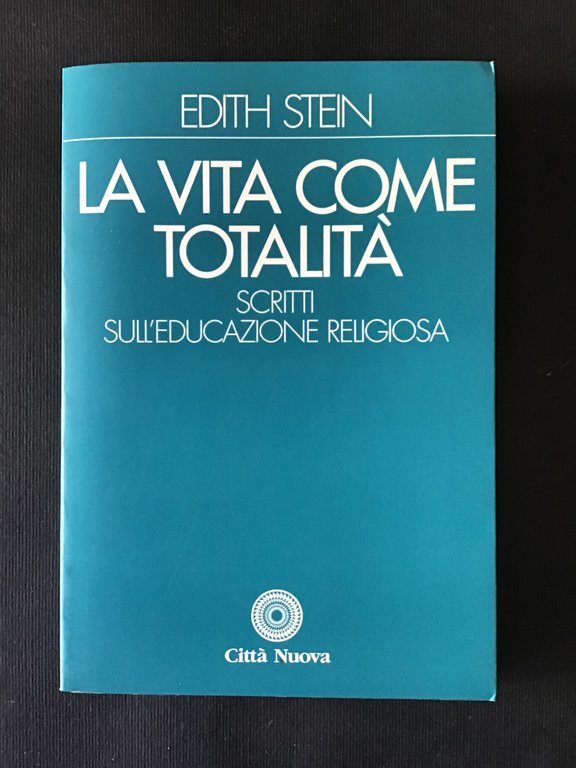 EDITH STEIN
LA VITA COME
TOTALITÀ
SCRITTI
SULL'EDUCAZIONE RELIGIOSA
Città Nuova